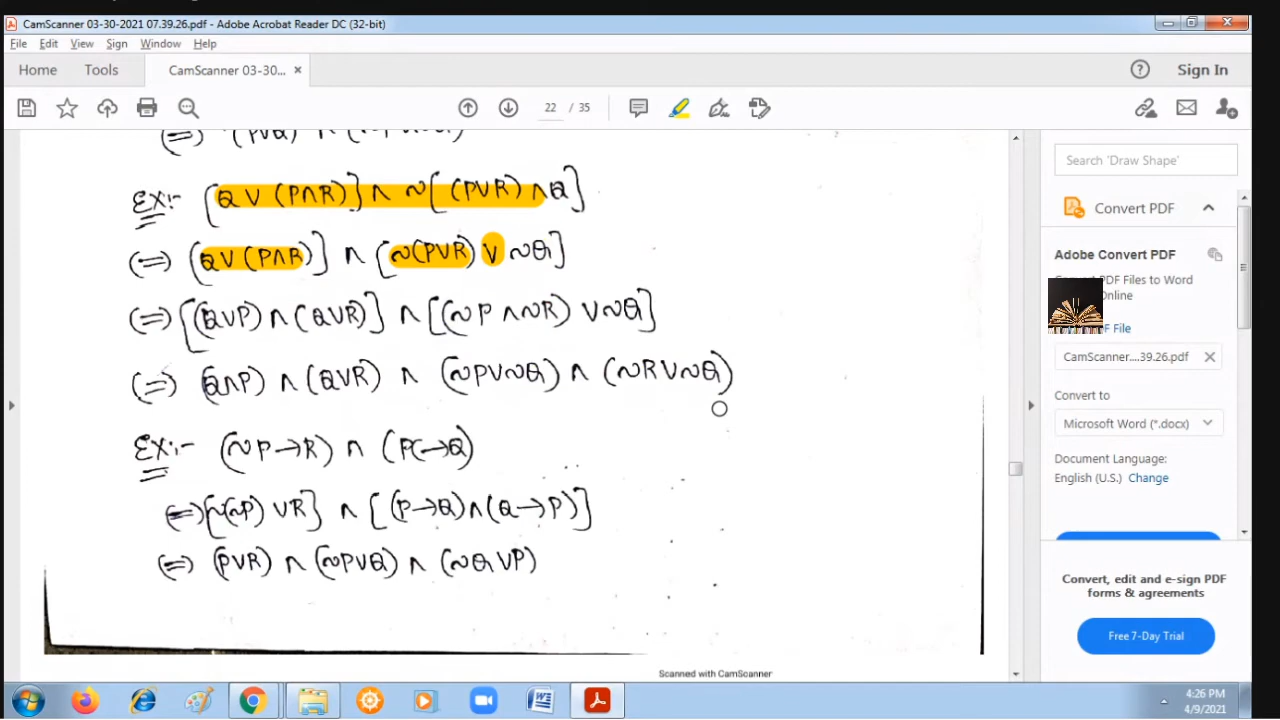 CamScanner 03-30-2021 07.39.26.pdf - Adobe Acrobat Reader DC (32-bit)
File Edit View Sign Window Help
Home Tools CamScanner 03-30... × Sign In
22 / 35
⇔ (P∨Q) ∧
Ex:- [Q ∨ (P∧R)] ∧ ~[(P∨R) ∧ Q]
⇔ [Q ∨ (P∧R)] ∧ [~(P∨R) ∨ ~Q]
⇔ [(Q∨P) ∧ (Q∨R)] ∧ [(~P ∧ ~R) ∨ ~Q]
⇔ (Q∧P) ∧ (Q∨R) ∧ (~P∨~Q) ∧ (~R∨~Q)
Ex:- (~P→R) ∧ (P↔Q)
⇔ [~(~P) ∨R] ∧ [(P→Q)∧(Q→P)]
⇔ (P∨R) ∧ (~P∨Q) ∧ (~Q∨P)
Scanned with CamScanner
Search 'Draw Shape'
Convert PDF
Adobe Convert PDF
Convert PDF Files to Word
Online
File
CamScanner....39.26.pdf ×
Convert to
Microsoft Word (*.docx)
Document Language:
English (U.S.) Change
Convert, edit and e-sign PDF
forms & agreements
Free 7-Day Trial
4:26 PM
4/9/2021